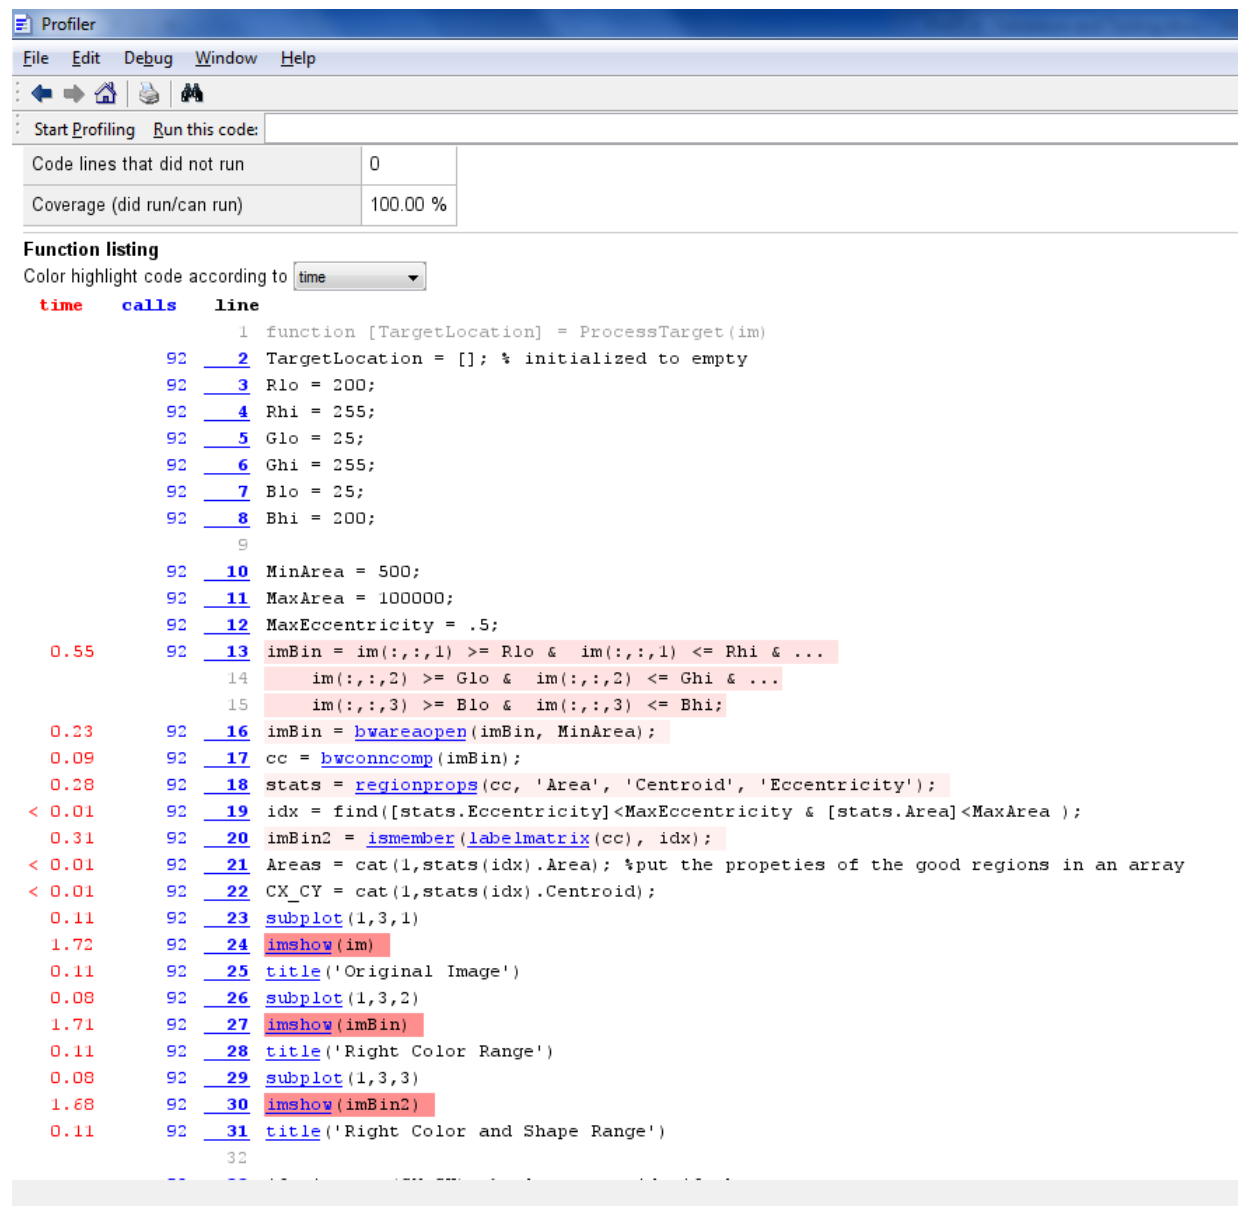 Profiler
File Edit Debug Window Help
Start Profiling Run this code:
Code lines that did not run 0
Coverage (did run/can run) 100.00 %
Function listing
Color highlight code according to time
time calls line
1 function [TargetLocation] = ProcessTarget(im)
92 2 TargetLocation = []; % initialized to empty
92 3 Rlo = 200;
92 4 Rhi = 255;
92 5 Glo = 25;
92 6 Ghi = 255;
92 7 Blo = 25;
92 8 Bhi = 200;
9
92 10 MinArea = 500;
92 11 MaxArea = 100000;
92 12 MaxEccentricity = .5;
0.55 92 13 imBin = im(:,:,1) >= Rlo & im(:,:,1) <= Rhi & ...
14 im(:,:,2) >= Glo & im(:,:,2) <= Ghi & ...
15 im(:,:,3) >= Blo & im(:,:,3) <= Bhi;
0.23 92 16 imBin = bwareaopen(imBin, MinArea);
0.09 92 17 cc = bwconncomp(imBin);
0.28 92 18 stats = regionprops(cc, 'Area', 'Centroid', 'Eccentricity');
< 0.01 92 19 idx = find([stats.Eccentricity]<MaxEccentricity & [stats.Area]<MaxArea );
0.31 92 20 imBin2 = ismember(labelmatrix(cc), idx);
< 0.01 92 21 Areas = cat(1,stats(idx).Area); %put the propeties of the good regions in an array
< 0.01 92 22 CX_CY = cat(1,stats(idx).Centroid);
0.11 92 23 subplot(1,3,1)
1.72 92 24 imshow(im)
0.11 92 25 title('Original Image')
0.08 92 26 subplot(1,3,2)
1.71 92 27 imshow(imBin)
0.11 92 28 title('Right Color Range')
0.08 92 29 subplot(1,3,3)
1.68 92 30 imshow(imBin2)
0.11 92 31 title('Right Color and Shape Range')
32